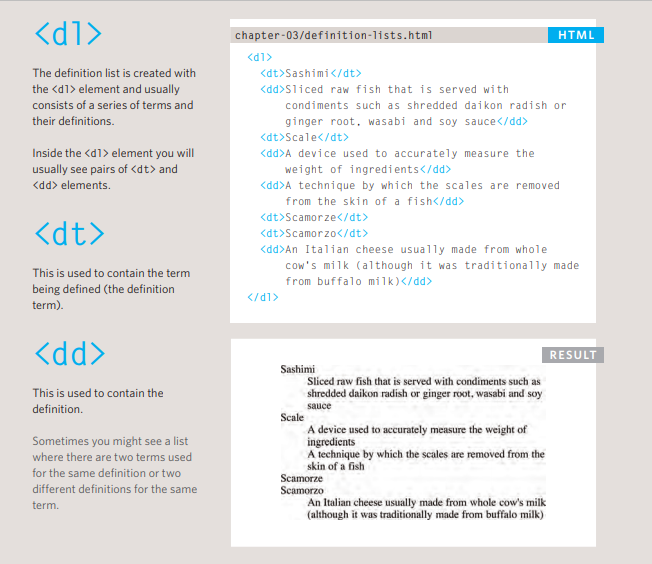 <dl>
The definition list is created with
the <dl> element and usually
consists of a series of terms and
their definitions.
Inside the <dl> element you will
usually see pairs of <dt> and
<dd> elements.
<dt>
This is used to contain the term
being defined (the definition
term).
<dd>
This is used to contain the
definition.
Sometimes you might see a list
where there are two terms used
for the same definition or two
different definitions for the same
term.
chapter-03/definition-lists.html
HTML
<dl>
<dt>Sashimi</dt>
<dd>Sliced raw fish that is served with
condiments such as shredded daikon radish or
ginger root, wasabi and soy sauce</dd>
<dt>Scale</dt>
<dd>A device used to accurately measure the
weight of ingredients</dd>
<dd>A technique by which the scales are removed
from the skin of a fish</dd>
<dt>Scamorze</dt>
<dt>Scamorzo</dt>
<dd>An Italian cheese usually made from whole
cow's milk (although it was traditionally made
from buffalo milk)</dd>
</dl>
RESULT
Sashimi
Sliced raw fish that is served with condiments such as
shredded daikon radish or ginger root, wasabi and soy
sauce
Scale
A device used to accurately measure the weight of
ingredients
A technique by which the scales are removed from the
skin of a fish
Scamorze
Scamorzo
An Italian cheese usually made from whole cow's milk
(although it was traditionally made from buffalo milk)